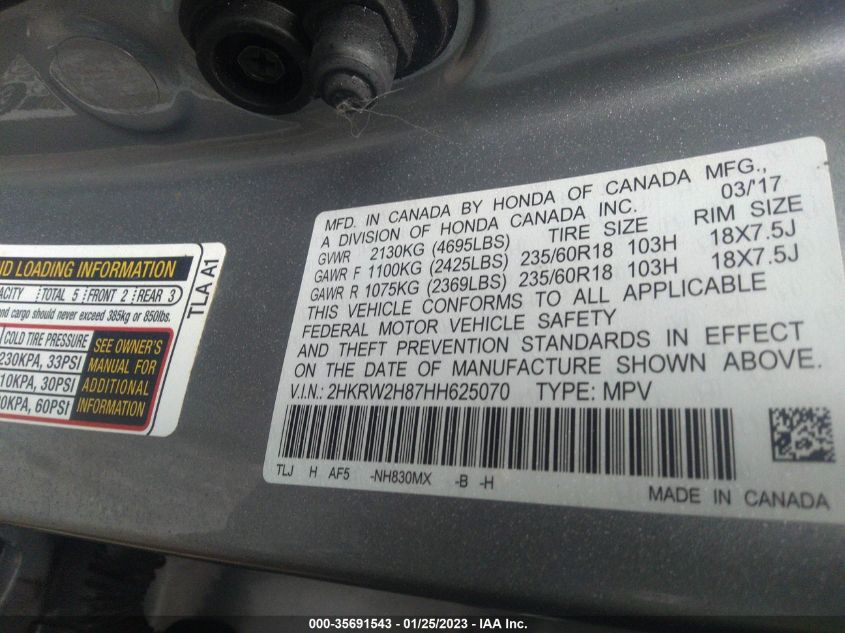 MFD. IN CANADA BY HONDA OF CANADA MFG.,
A DIVISION OF HONDA CANADA INC. 03/'17
GVWR 2130KG (4695LBS) TIRE SIZE RIM SIZE
GAWR F 1100KG (2425LBS) 235/60R18 103H 18X7.5J
GAWR R 1075KG (2369LBS) 235/60R18 103H 18X7.5J
THIS VEHICLE CONFORMS TO ALL APPLICABLE
FEDERAL MOTOR VEHICLE SAFETY
AND THEFT PREVENTION STANDARDS IN EFFECT
ON THE DATE OF MANUFACTURE SHOWN ABOVE.
V.I.N.: 2HKRW2H87HH625070 TYPE: MPV
TLJ H AF5 -NH830MX -B -H
MADE IN CANADA
LOADING INFORMATION
TOTAL 5 FRONT 2 REAR 3
cargo should never exceed 385kg or 850lbs.
COLD TIRE PRESSURE
230KPA, 33PSI
30PSI
60PSI
SEE OWNER'S
MANUAL FOR
ADDITIONAL
INFORMATION
TLA A1
000-35691543 - 01/25/2023 - IAA Inc.